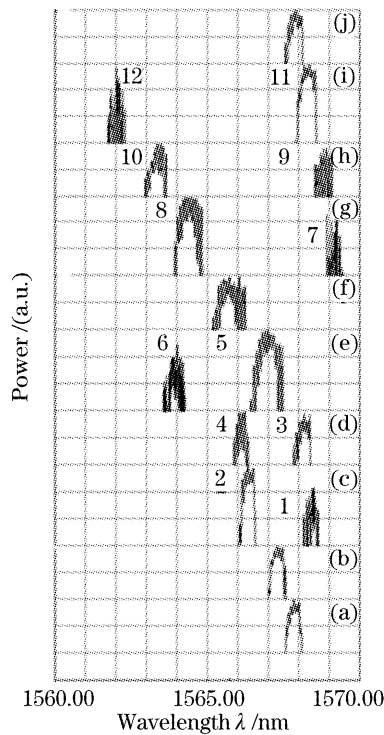 (j)
12 11 (i)
10 9 (h)
8 7 (g)
(f)
6 5 (e)
4 3 (d)
2 1 (c)
(b)
(a)
Power /(a.u.)
1560.00 1565.00 1570.00
Wavelength λ /nm